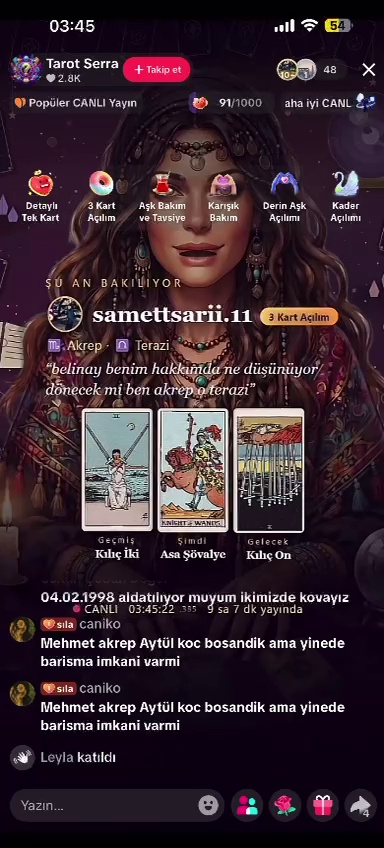 03:45
54
Tarot Serra
2.8K
+ Takip et
48
Popüler CANLI Yayın
91/1000
aha iyi CANL
Detaylı
Tek Kart
3 Kart
Açılım
Aşk Bakım
ve Tavsiye
Karışık
Bakım
Derin Aşk
Açılımı
Kader
Açılımı
ŞU AN BAKILIYOR
samettsarii.11
3 Kart Açılım
Akrep · Terazi
“belinay benim hakkımda ne düşünüyor
dönecek mi ben akrep o terazi”
II
KNIGHT of WANDS.
X
Geçmiş
Kılıç İki
Şimdi
Asa Şövalye
Gelecek
Kılıç On
04.02.1998 aldatılıyor muyum ikimizde kovayız
CANLI 03:45:22 .385 9 sa 7 dk yayında
sıla caniko
Mehmet akrep Aytül koc bosandik ama yinede
barisma imkani varmi
sıla caniko
Mehmet akrep Aytül koc bosandik ama yinede
barisma imkani varmi
Leyla katıldı
Yazın...
4